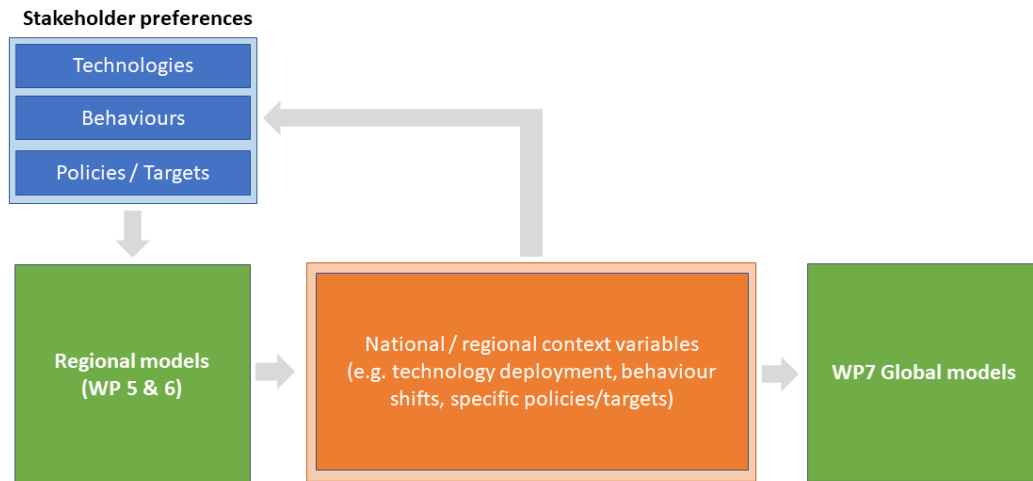 Stakeholder preferences
Technologies
Behaviours
Policies / Targets
Regional models
(WP 5 & 6)
National / regional context variables
(e.g. technology deployment, behaviour
shifts, specific policies/targets)
WP7 Global models